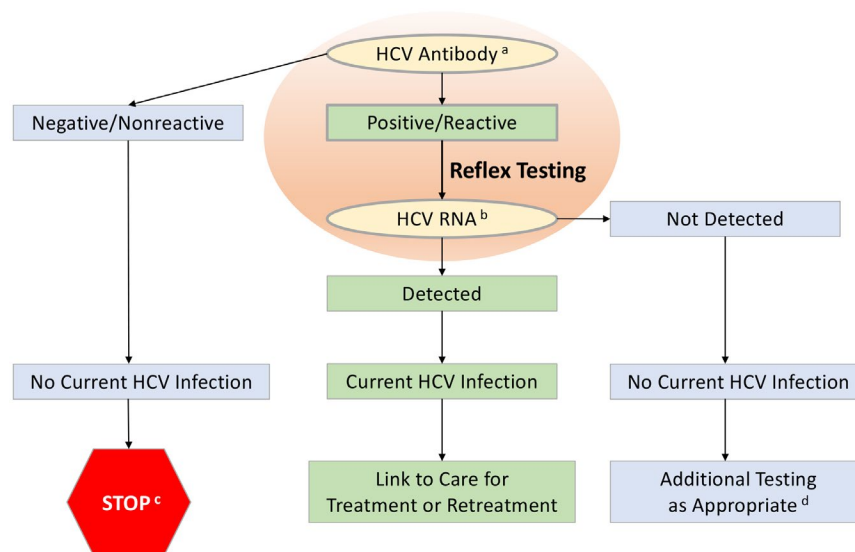 HCV Antibody a
Negative/Nonreactive
Positive/Reactive
Reflex Testing
HCV RNA b
Not Detected
Detected
No Current HCV Infection
Current HCV Infection
No Current HCV Infection
STOP c
Link to Care for
Treatment or Retreatment
Additional Testing
as Appropriate d